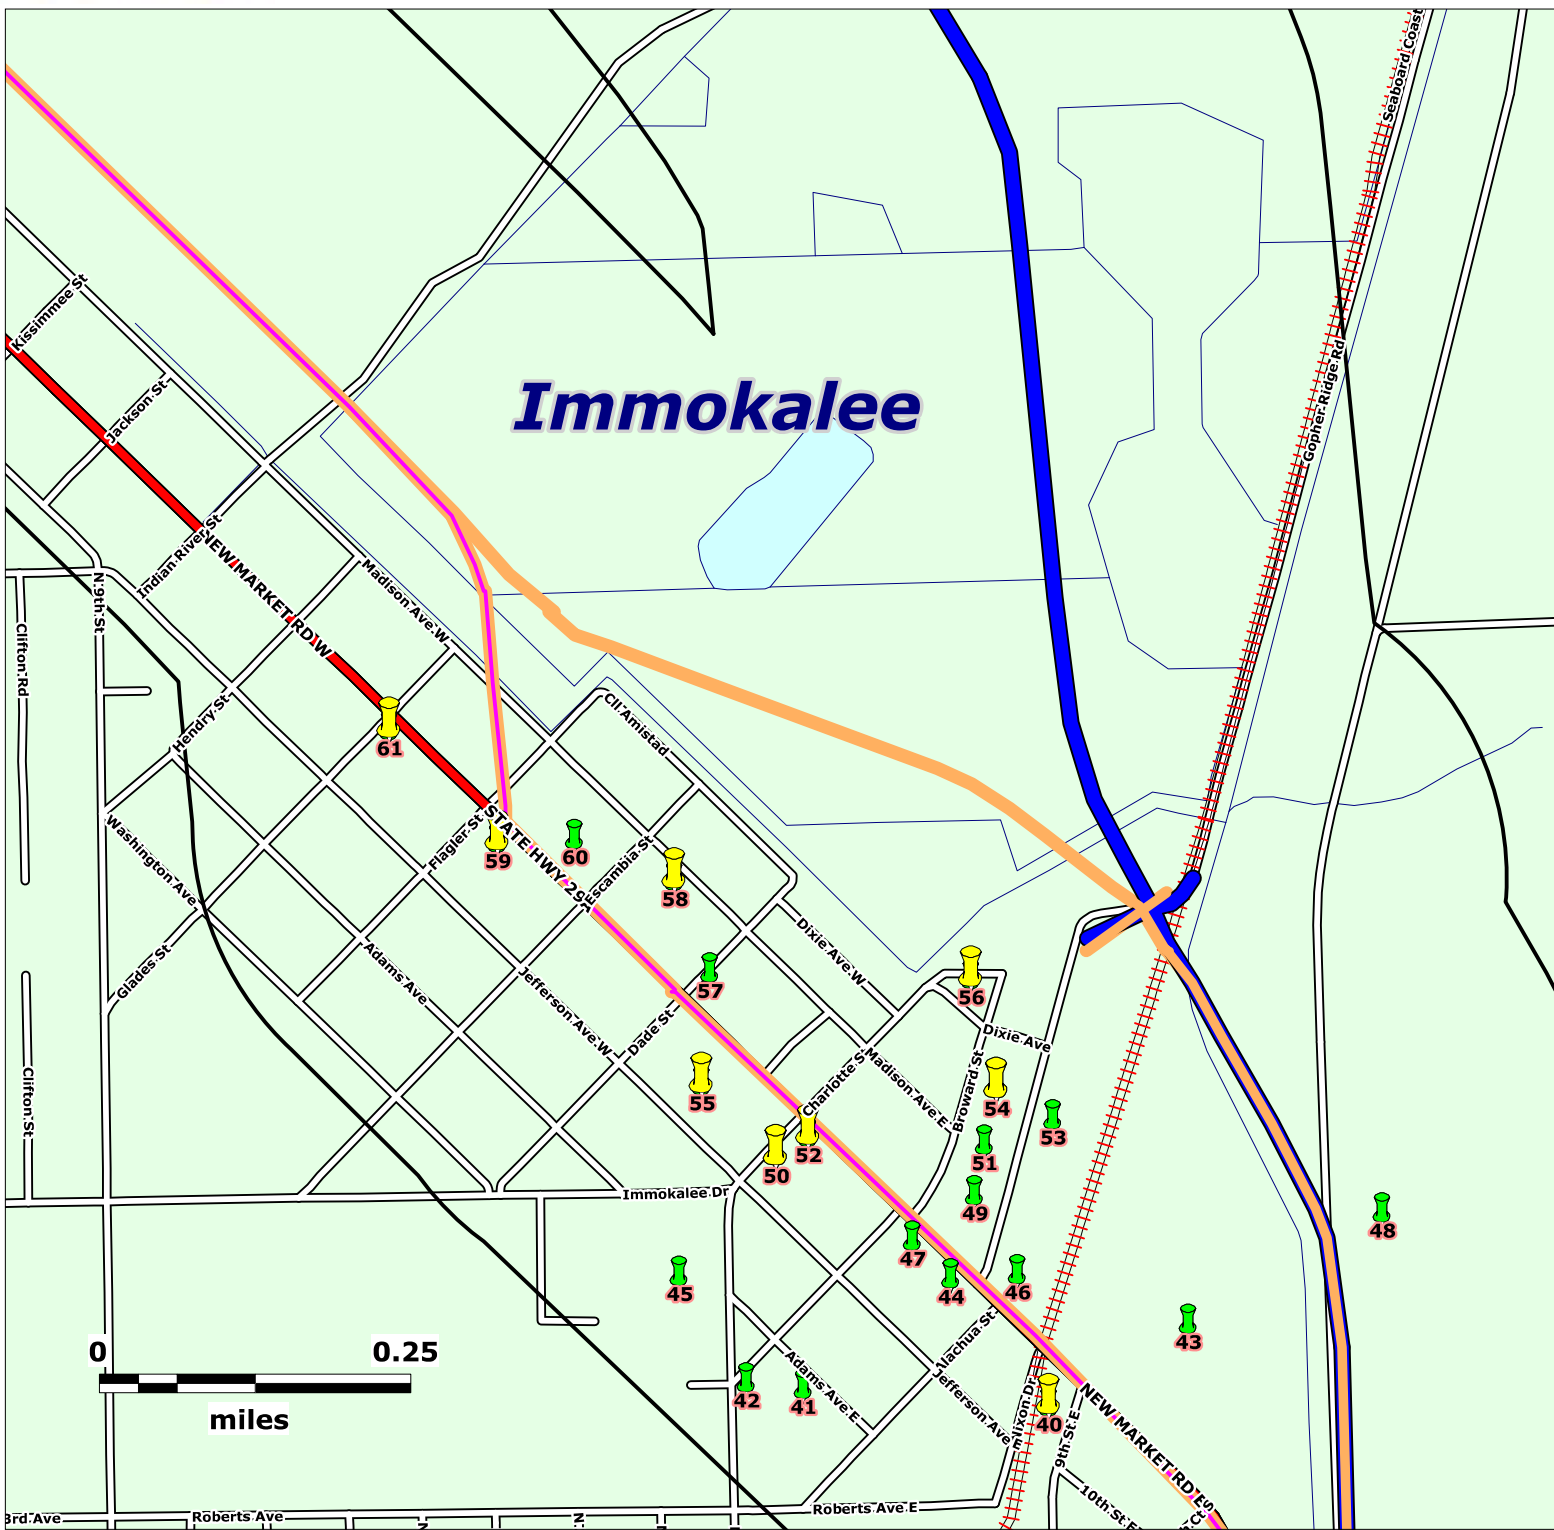 Seaboard Coast
Kissimmee St
Gopher Ridge Rd
Jackson St
Immokalee
Indian River St
NEW MARKET RD W
Madison Ave W
N 9th St
Clifton Rd
Hendry St
Cll Amistad
61
Washington Ave
Flagler St
STATE HWY 29A
59
60
Escambia St
58
Dixie Ave W
Glades St
Adams Ave
Jefferson Ave W
57
56
Dade St
Dixie Ave
Charlotte St
Madison Ave E
Broward St
Clifton St
55
54
53
52
51
50
Immokalee Dr
49
48
47
46
45
44
43
Alachua St
0 0.25
miles
Adams Ave E
Jefferson Ave E
42
41
40
NEW MARKET RD E
9th St E
10th St E
Ct
Roberts Ave E
3rd Ave
Roberts Ave
N
N